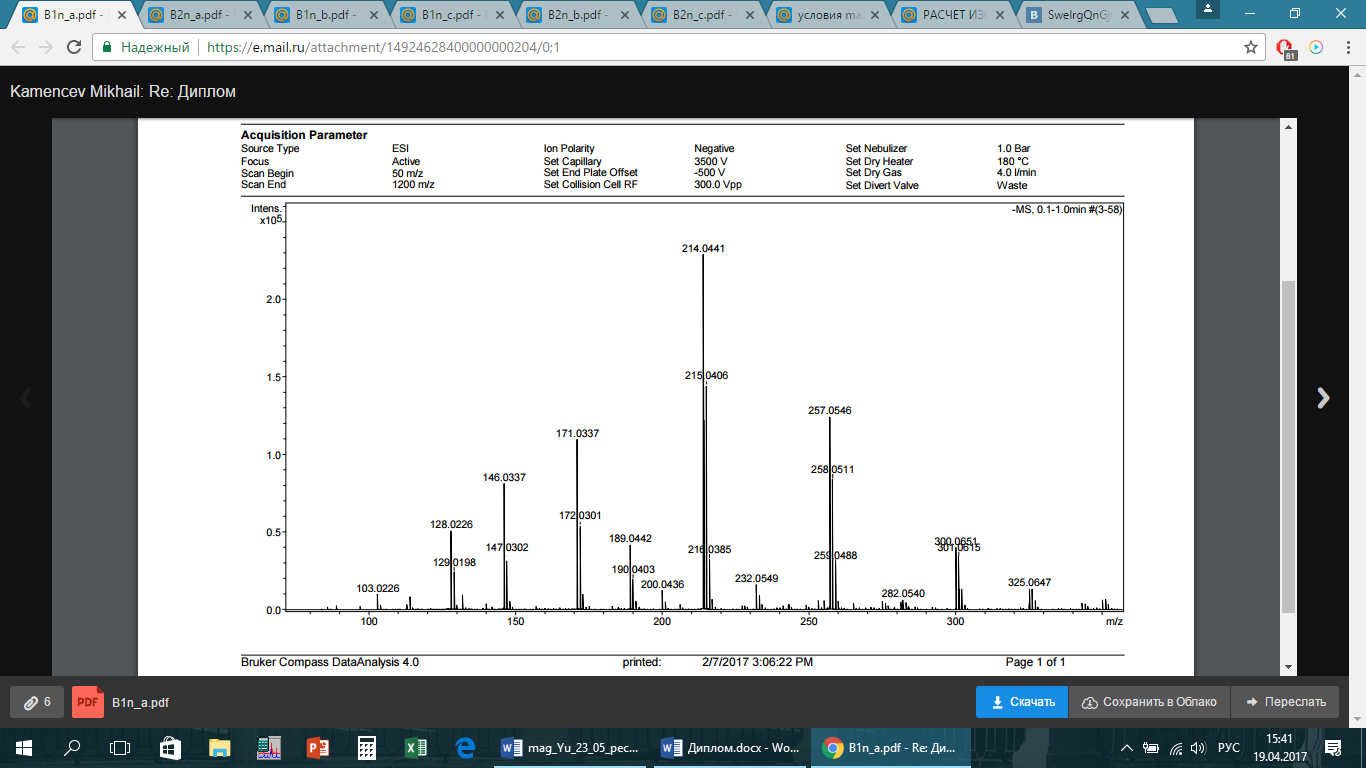 B1n_a.pdf - B2n_a.pdf - B1n_b.pdf - B1n_c.pdf - B2n_b.pdf - B2n_c.pdf - условия ma РАСЧЕТ ИЗ SwelrgQnG
Надежный https://e.mail.ru/attachment/14924628400000000204/0;1 81
Kamencev Mikhail: Re: Диплом
Acquisition Parameter
Source Type ESI Ion Polarity Negative Set Nebulizer 1.0 Bar
Focus Active Set Capillary 3500 V Set Dry Heater 180 °C
Scan Begin 50 m/z Set End Plate Offset -500 V Set Dry Gas 4.0 l/min
Scan End 1200 m/z Set Collision Cell RF 300.0 Vpp Set Divert Valve Waste
Intens. -MS, 0.1-1.0min #(3-58)
x105
214.0441
2.0
1.5 215.0406
257.0546
1.0 171.0337
258.0511
146.0337
172.0301
0.5 128.0226
189.0442 300.0651
147.0302 216.0385 301.0615
259.0488
129.0198
190.0403
103.0226 200.0436 232.0549 282.0540 325.0647
0.0
100 150 200 250 300 m/z
Bruker Compass DataAnalysis 4.0 printed: 2/7/2017 3:06:22 PM Page 1 of 1
6 PDF B1n_a.pdf Скачать Сохранить в Облако Переслать
mag_Yu_23_05_рес... Диплом.docx - Wo... B1n_a.pdf - Re: Ди... РУС 15:41
19.04.2017